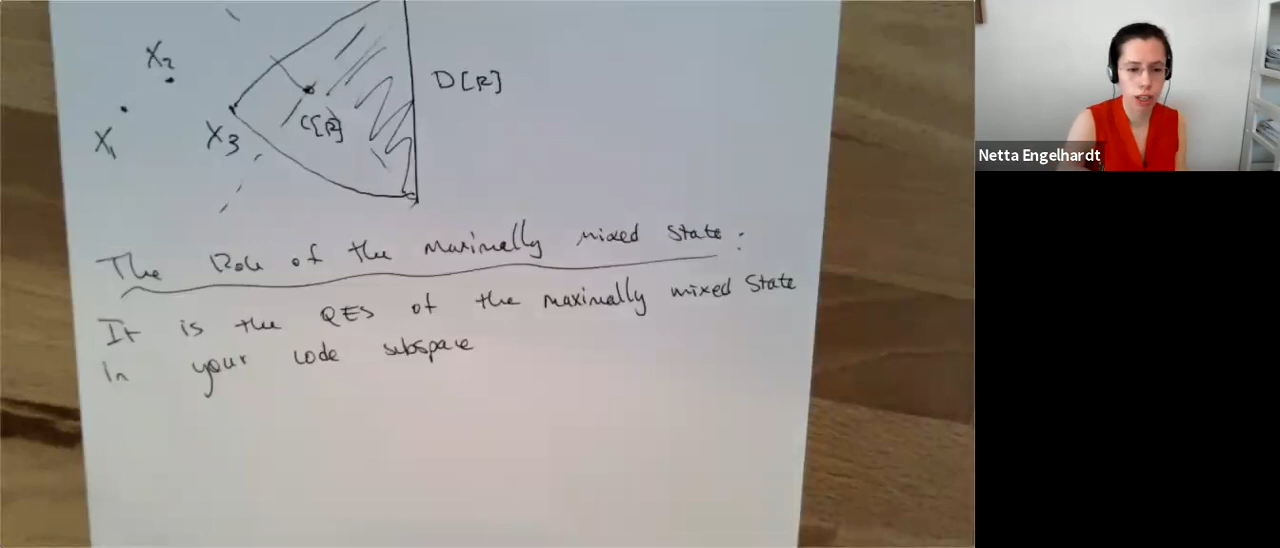 X2
D[R]
X1
X3
C[R]
The Role of the maximally mixed state:
It is the QES of the maximally mixed state
in your code subspace
Netta Engelhardt